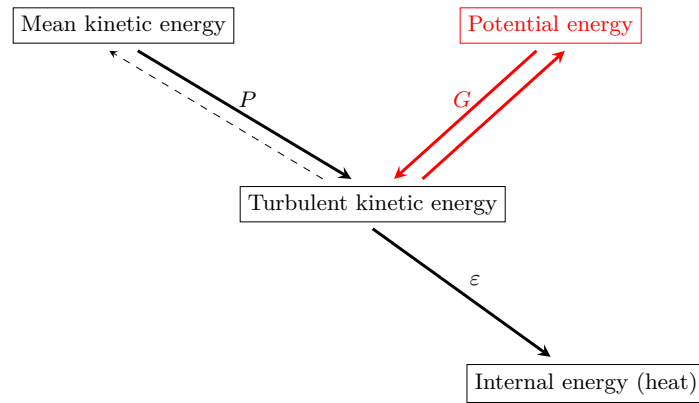 Mean kinetic energy
Potential energy
P
G
Turbulent kinetic energy
ε
Internal energy (heat)